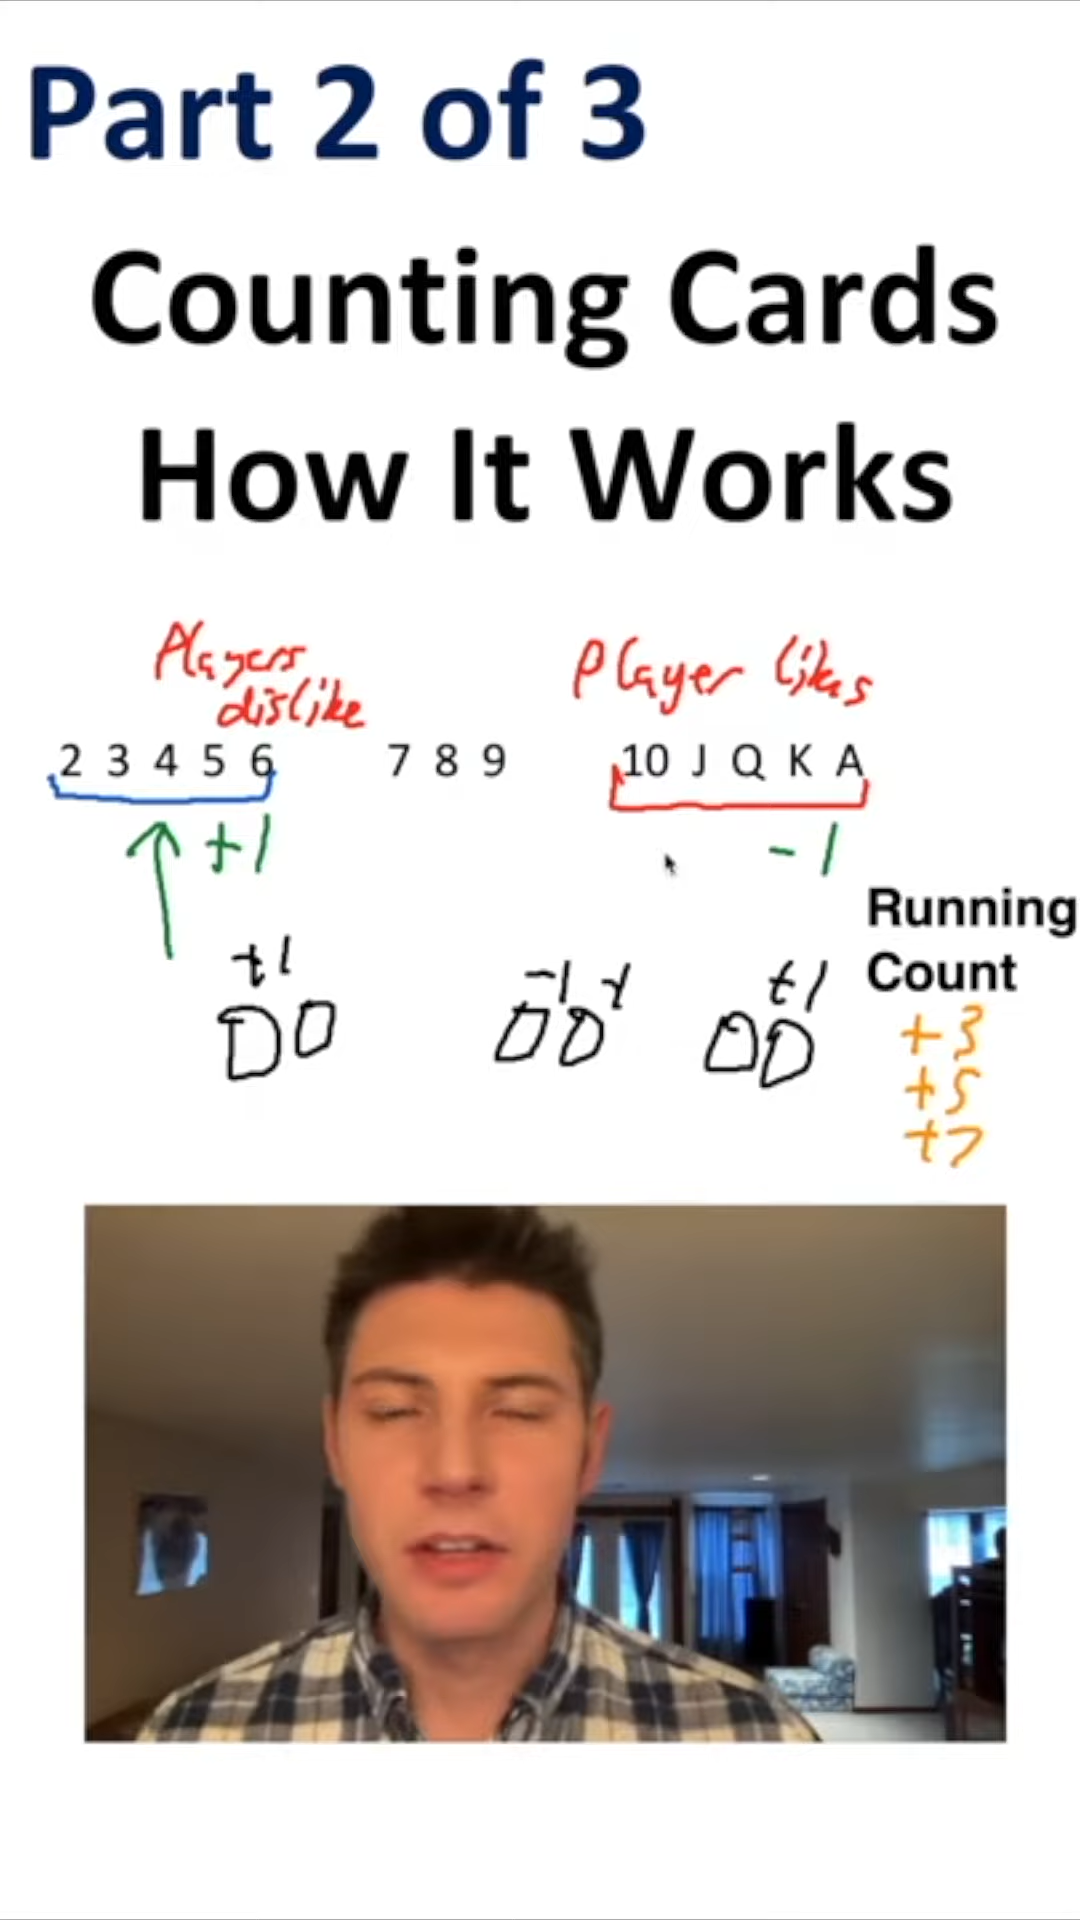 Part 2 of 3
Counting Cards
How It Works
Players dislike
Player likes
2 3 4 5 6 7 8 9 10 J Q K A
+1
-1
Running
Count
+1
-1
+1
+3
+5
+7